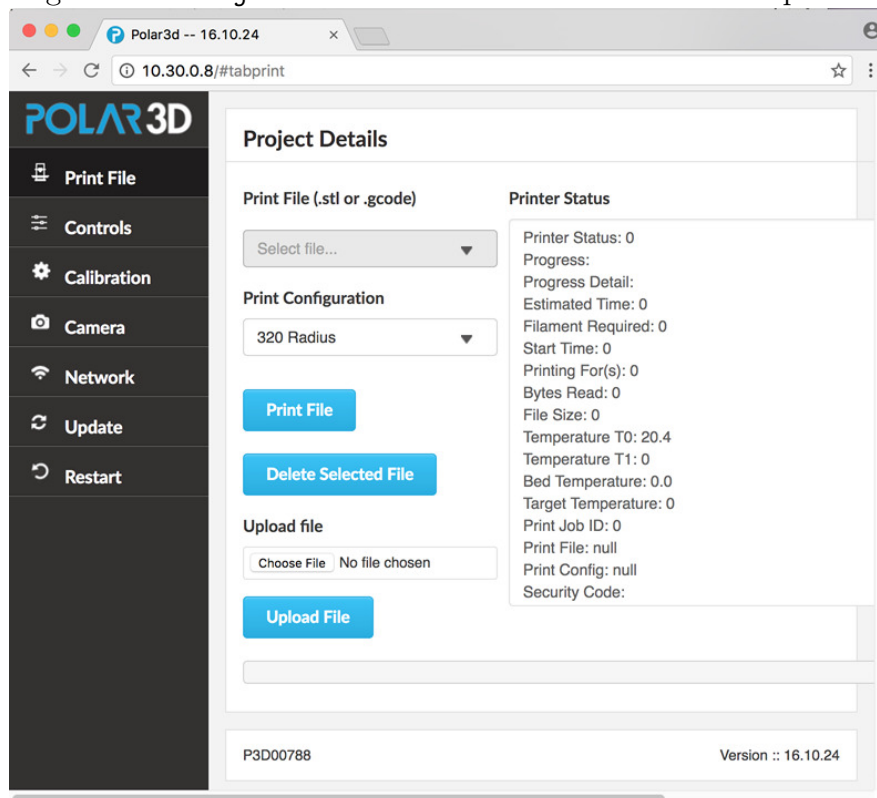 Polar3d -- 16.10.24
10.30.0.8/#tabprint
POLAR3D
Print File
Controls
Calibration
Camera
Network
Update
Restart
Project Details
Print File (.stl or .gcode)
Select file...
Print Configuration
320 Radius
Print File
Delete Selected File
Upload file
Choose File No file chosen
Upload File
Printer Status
Printer Status: 0
Progress:
Progress Detail:
Estimated Time: 0
Filament Required: 0
Start Time: 0
Printing For(s): 0
Bytes Read: 0
File Size: 0
Temperature T0: 20.4
Temperature T1: 0
Bed Temperature: 0.0
Target Temperature: 0
Print Job ID: 0
Print File: null
Print Config: null
Security Code:
P3D00788
Version :: 16.10.24